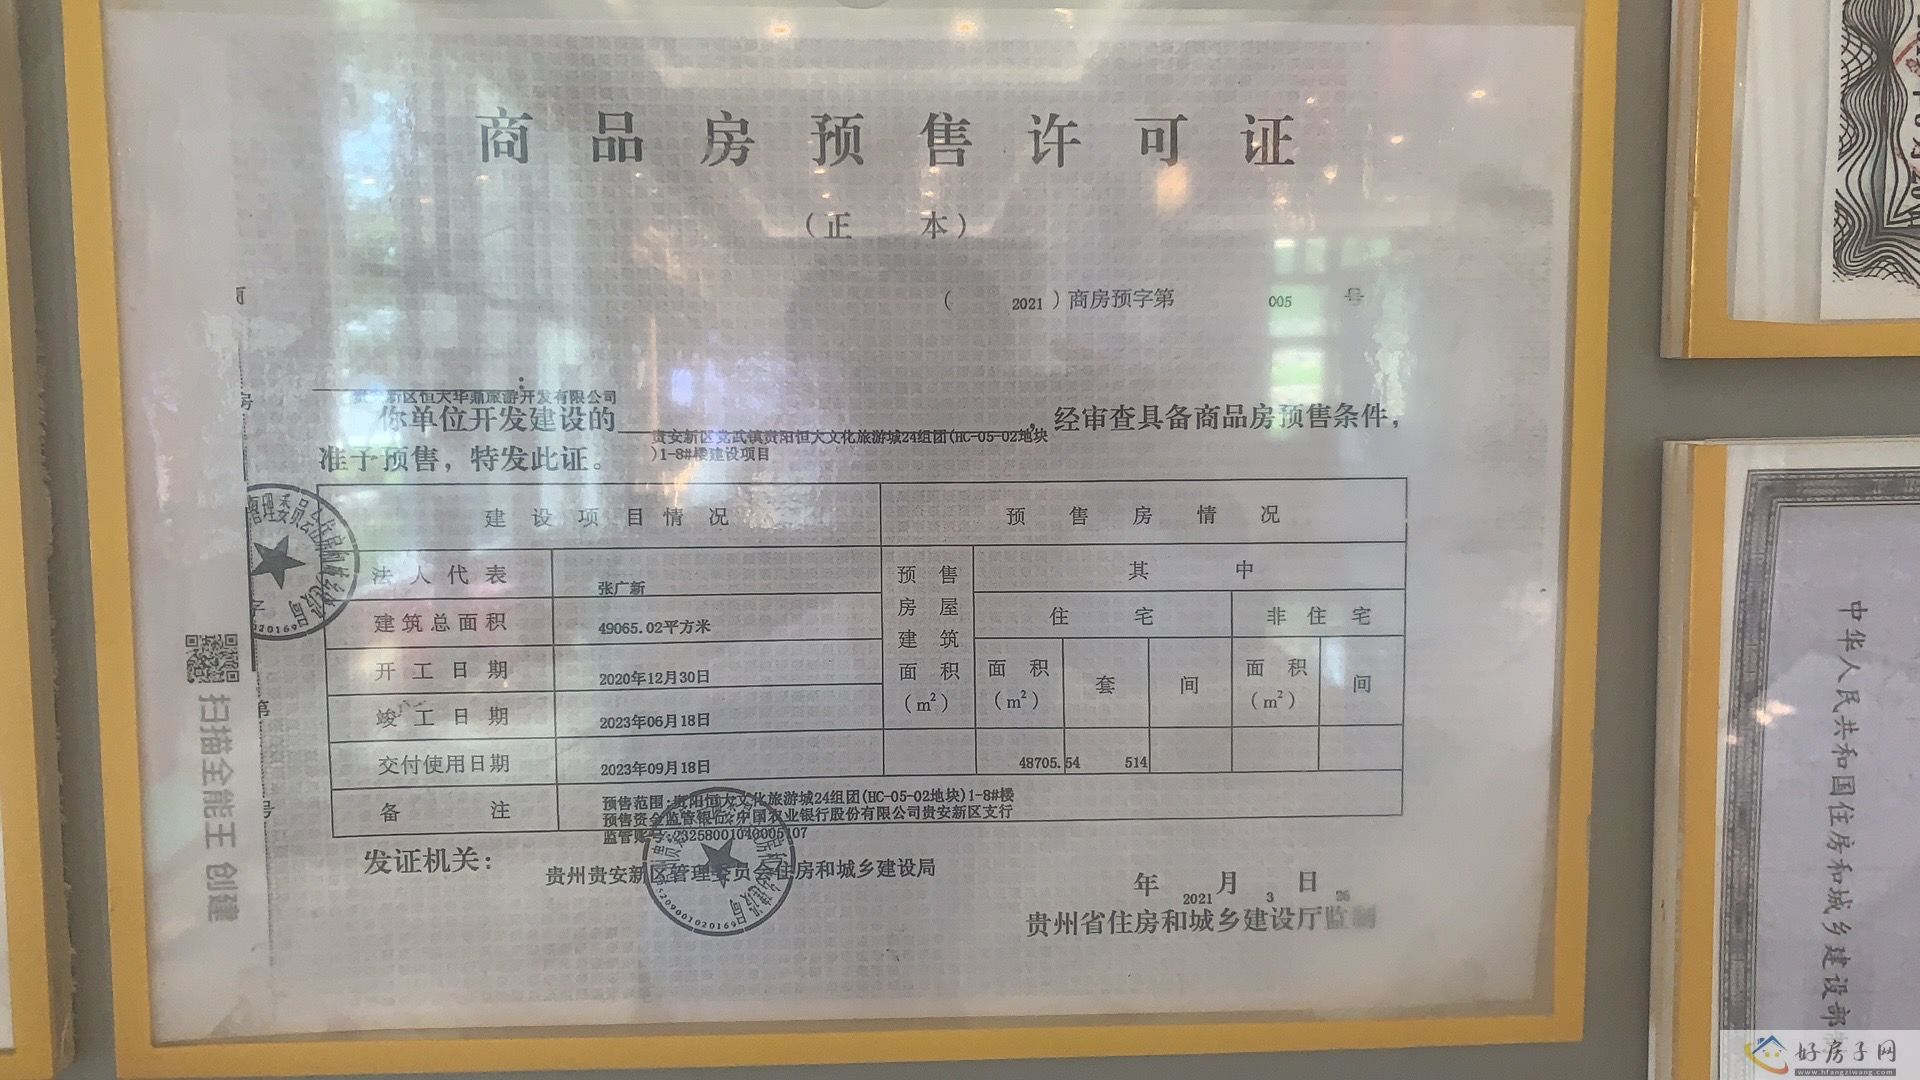 商品房预售许可证
（正 本）
（ 2021 ）商房预字第 005 号
新区恒大华鼎旅游开发有限公司
：
你单位开发建设的 贵安新区党武镇贵阳恒大文化旅游城24组团(HC-05-02地块
)1-8#楼建设项目
，经审查具备商品房预售条件，
准予预售，特发此证。
建设项目情况
预售房情况
法人代表 张广新
建筑总面积 49065.02平方米
开工日期 2020年12月30日
竣工日期 2023年06月18日
交付使用日期 2023年09月18日
预售房屋建筑面积（m²）
其中
住宅
非住宅
面积（m²） 套 间 面积（m²） 间
48705.54 514
备注
预售范围:贵阳恒大文化旅游城24组团(HC-05-02地块)1-8#楼
预售资金监管银行:中国农业银行股份有限公司贵安新区支行
监管账号:
发证机关：
贵州贵安新区管理委员会住房和城乡建设局
年 月 日
2021 3 26
贵州省住房和城乡建设厅监制
扫描全能王 创建
中华人民共和国住房和城乡建设部
好房子网
www.hfangziwang.com